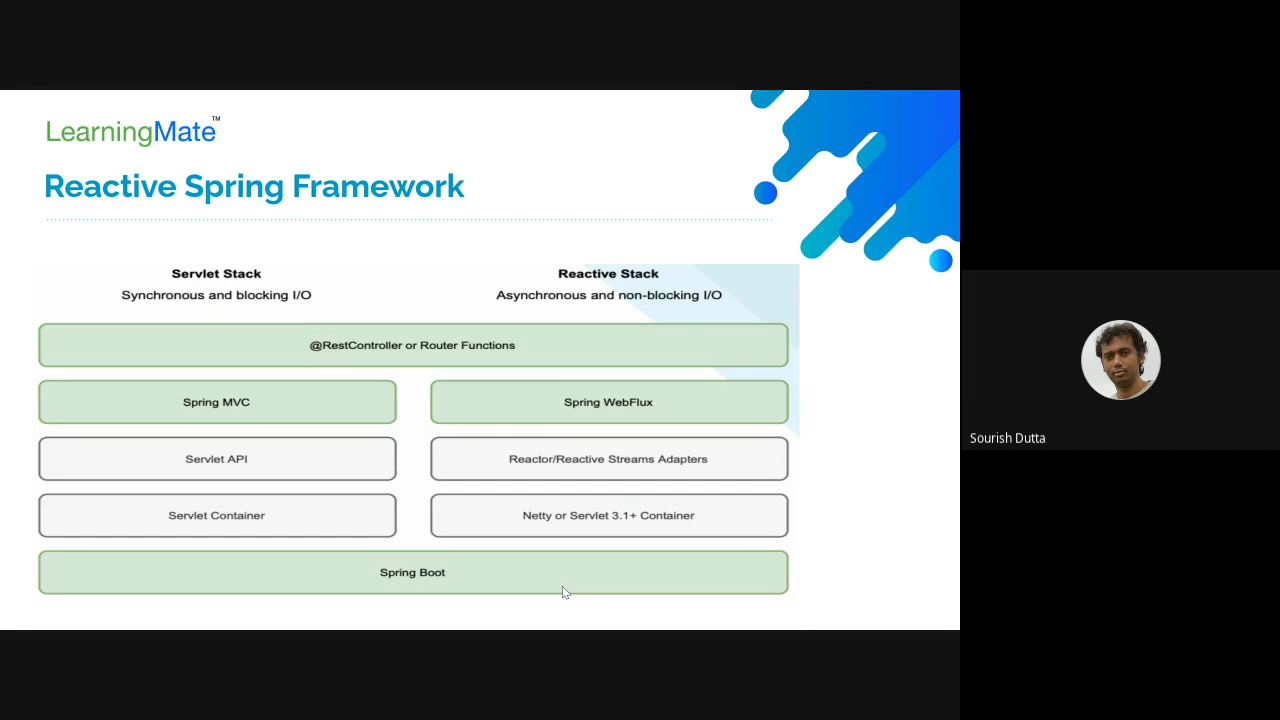 LearningMate™
Reactive Spring Framework
Servlet Stack
Synchronous and blocking I/O
Reactive Stack
Asynchronous and non-blocking I/O
@RestController or Router Functions
Spring MVC
Spring WebFlux
Servlet API
Reactor/Reactive Streams Adapters
Servlet Container
Netty or Servlet 3.1+ Container
Spring Boot
Sourish Dutta